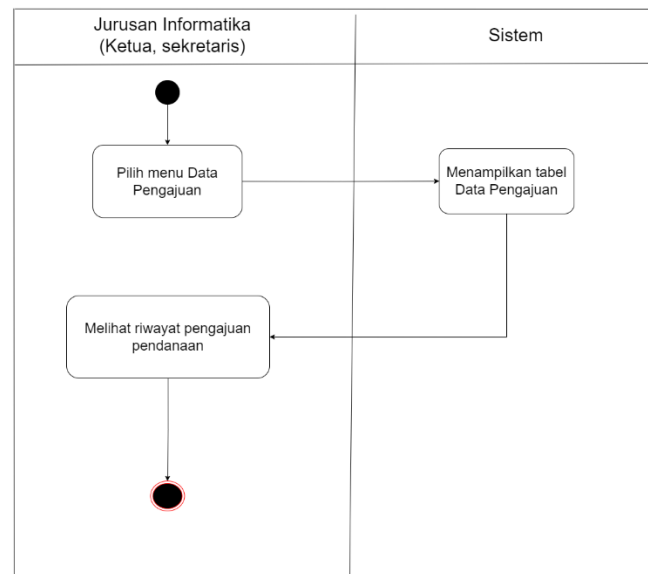 Jurusan Informatika
(Ketua, sekretaris)
Sistem
Pilih menu Data
Pengajuan
Menampilkan tabel
Data Pengajuan
Melihat riwayat pengajuan
pendanaan